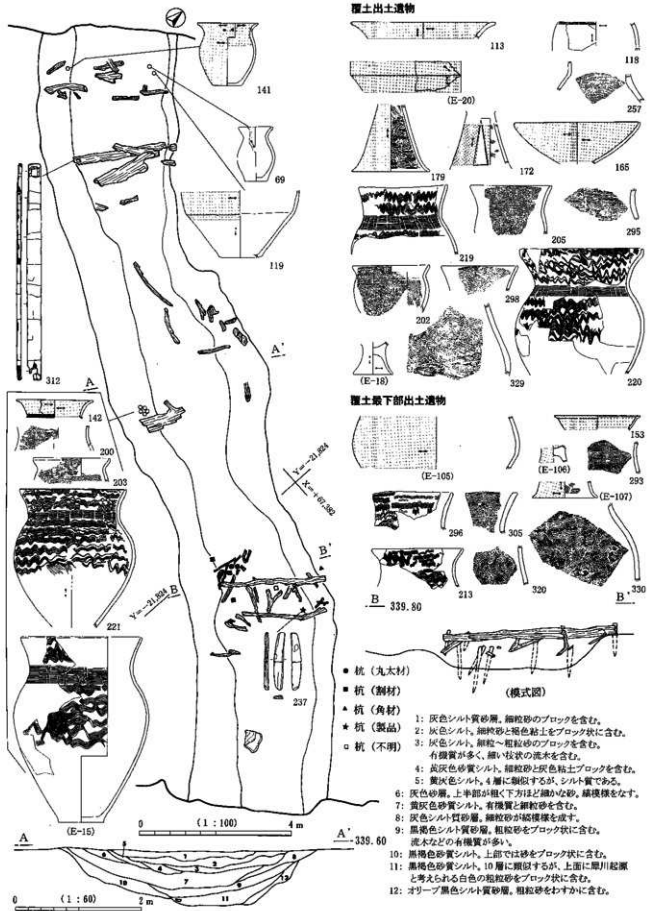 141
69
119
312
A
A'
142
200
203
221
(E-15)
Y=-21,824
X=+67,382
Y=-21,824
B
B'
237
(1:100) 4m
A
A' 339.60
5
(1:60) 2m
覆土出土遺物
113
118
(E-20)
257
179
172
165
219
205
295
202
298
(E-18)
329
220
覆土最下部出土遺物
(E-105)
153
(E-106)
293
(E-107)
296
305
213
320
330
B 339.80
B'
(模式図)
● 杭(丸太材)
■ 杭(割材)
▲ 杭(角材)
★ 杭(製品)
□ 杭(不明)
1: 灰色シルト質砂層。細粒砂のブロックを含む。
2: 灰色シルト。細粒砂と褐色粘土をブロック状に含む。
3: 灰色シルト。細粒~粗粒砂のブロックを含む。
有機質が多く、細い枝状の流木を含む。
4: 黄灰色砂質シルト。細粒砂と灰色粘土ブロックを含む。
5: 黄灰色シルト。4層に類似するが、シルト質である。
6: 灰色砂層。上半部が粗く下方ほど細かな砂。縞模様をなす。
7: 黄灰色砂質シルト。有機質と細粒砂を含む。
8: 灰色シルト質砂層。細粒砂が縞模様を成す。
9: 黒褐色シルト質砂層。粗粒砂をブロック状に含む。
流木などの有機質が多い。
10: 黒褐色砂質シルト。上部では砂をブロック状に含む。
11: 黒褐色砂質シルト。10層に類似するが、上面に犀川起源
と考えられる白色の粗粒砂をブロック状に含む。
12: オリーブ黒色シルト質砂層。粗粒砂をわずかに含む。